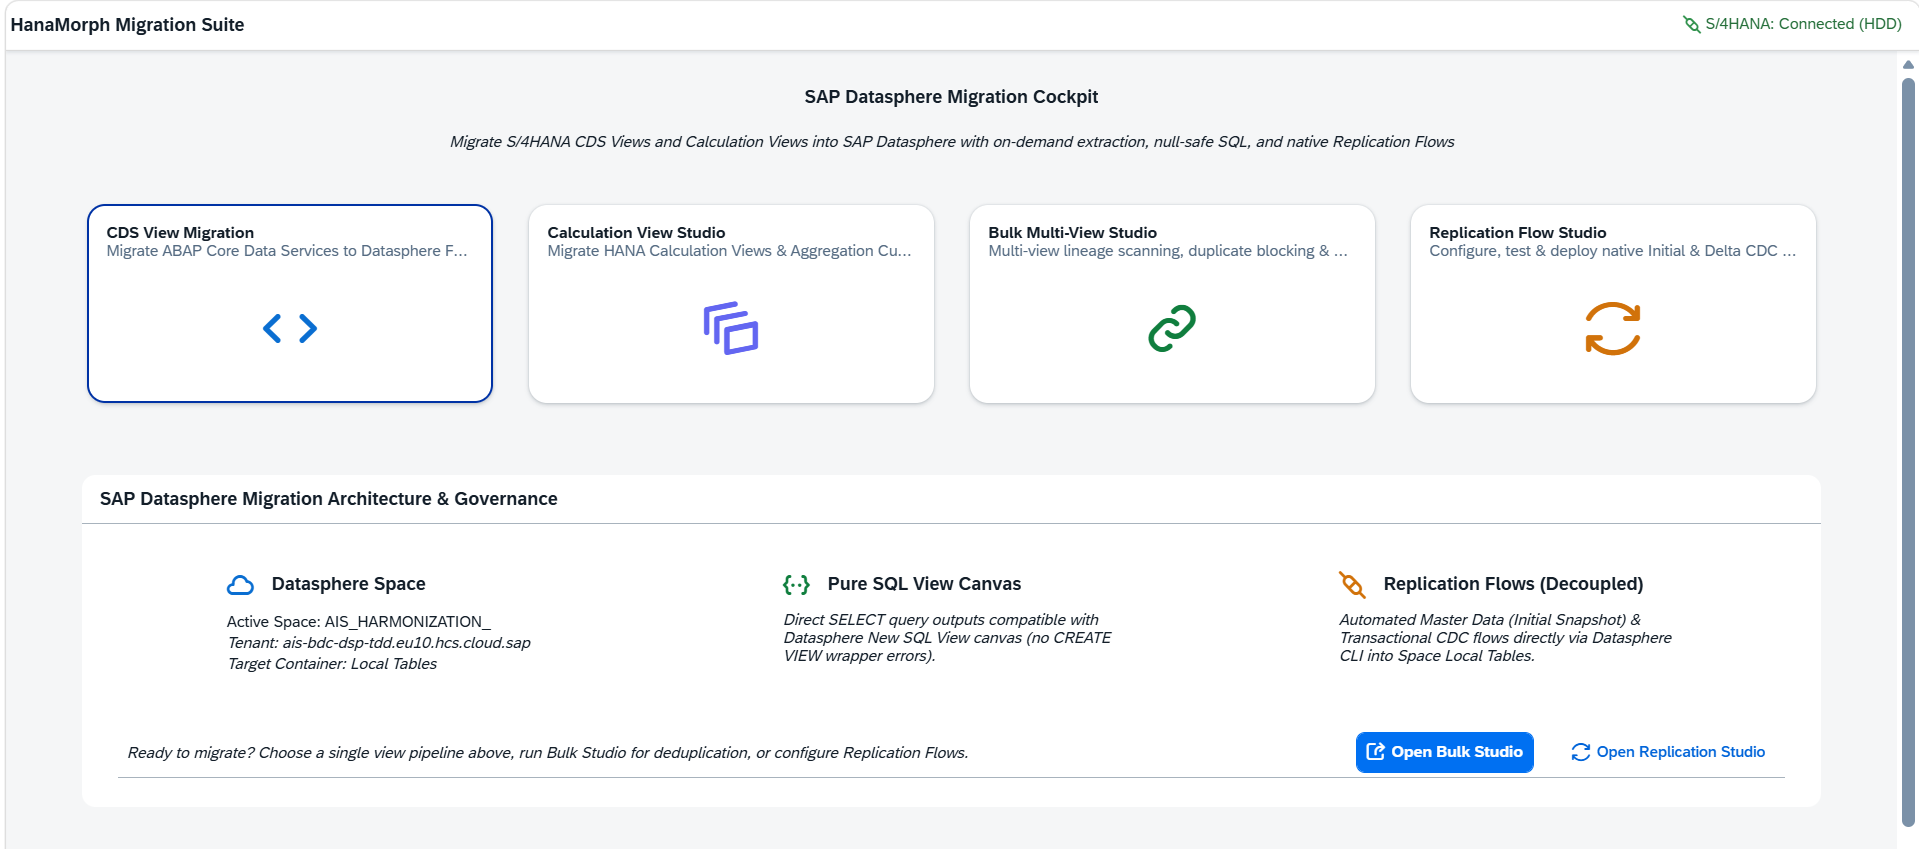 HanaMorph Migration Suite
S/4HANA: Connected (HDD)
SAP Datasphere Migration Cockpit
Migrate S/4HANA CDS Views and Calculation Views into SAP Datasphere with on-demand extraction, null-safe SQL, and native Replication Flows
CDS View Migration
Migrate ABAP Core Data Services to Datasphere F...
Calculation View Studio
Migrate HANA Calculation Views & Aggregation Cu...
Bulk Multi-View Studio
Multi-view lineage scanning, duplicate blocking & ...
Replication Flow Studio
Configure, test & deploy native Initial & Delta CDC ...
SAP Datasphere Migration Architecture & Governance
Datasphere Space
Active Space: AIS_HARMONIZATION_
Tenant: ais-bdc-dsp-tdd.eu10.hcs.cloud.sap
Target Container: Local Tables
Pure SQL View Canvas
Direct SELECT query outputs compatible with
Datasphere New SQL View canvas (no CREATE
VIEW wrapper errors).
Replication Flows (Decoupled)
Automated Master Data (Initial Snapshot) &
Transactional CDC flows directly via Datasphere
CLI into Space Local Tables.
Ready to migrate? Choose a single view pipeline above, run Bulk Studio for deduplication, or configure Replication Flows.
Open Bulk Studio
Open Replication Studio